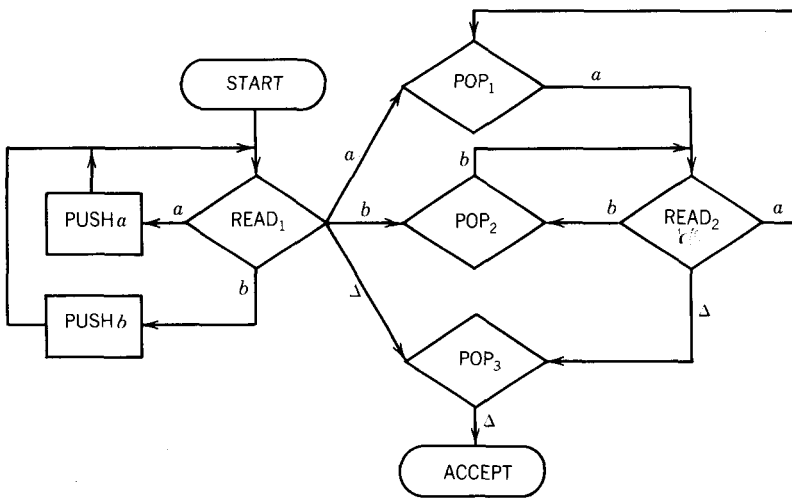 START
POP₁
a
a
b
PUSH a
a
READ₁
b
POP₂
b
READ₂
a
b
PUSH b
Δ
Δ
POP₃
Δ
ACCEPT